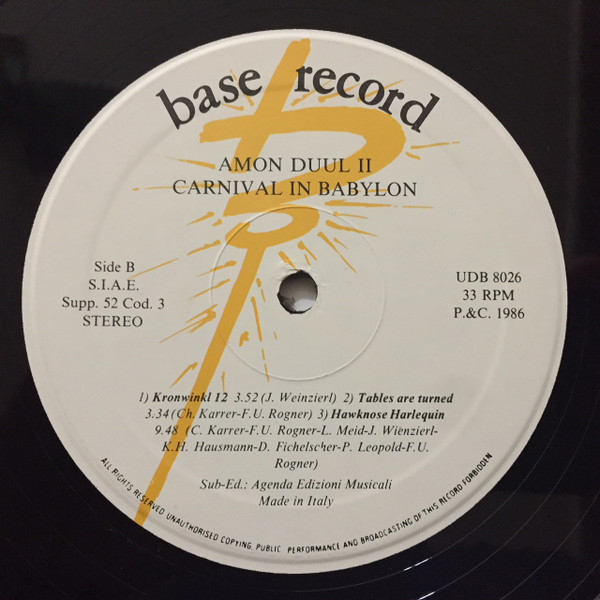 base record
AMON DUUL II
CARNIVAL IN BABYLON
Side B
S.I.A.E.
Supp. 52 Cod. 3
STEREO
UDB 8026
33 RPM
P.&C. 1986
1) Kronwinkl 12 3.52 (J. Weinzierl) 2) Tables are turned
3.34 (Ch. Karrer-F.U. Rogner) 3) Hawknose Harlequin
9.48 (C. Karrer-F.U. Rogner-L. Meid-J. Wienzierl-
K.H. Hausmann-D. Fichelscher-P. Leopold-F.U.
Rogner)
Sub-Ed.: Agenda Edizioni Musicali
Made in Italy
ALL RIGHTS RESERVED UNAUTHORISED COPYING, PUBLIC PERFORMANCE AND BROADCASTING OF THIS RECORD FORBIDDEN